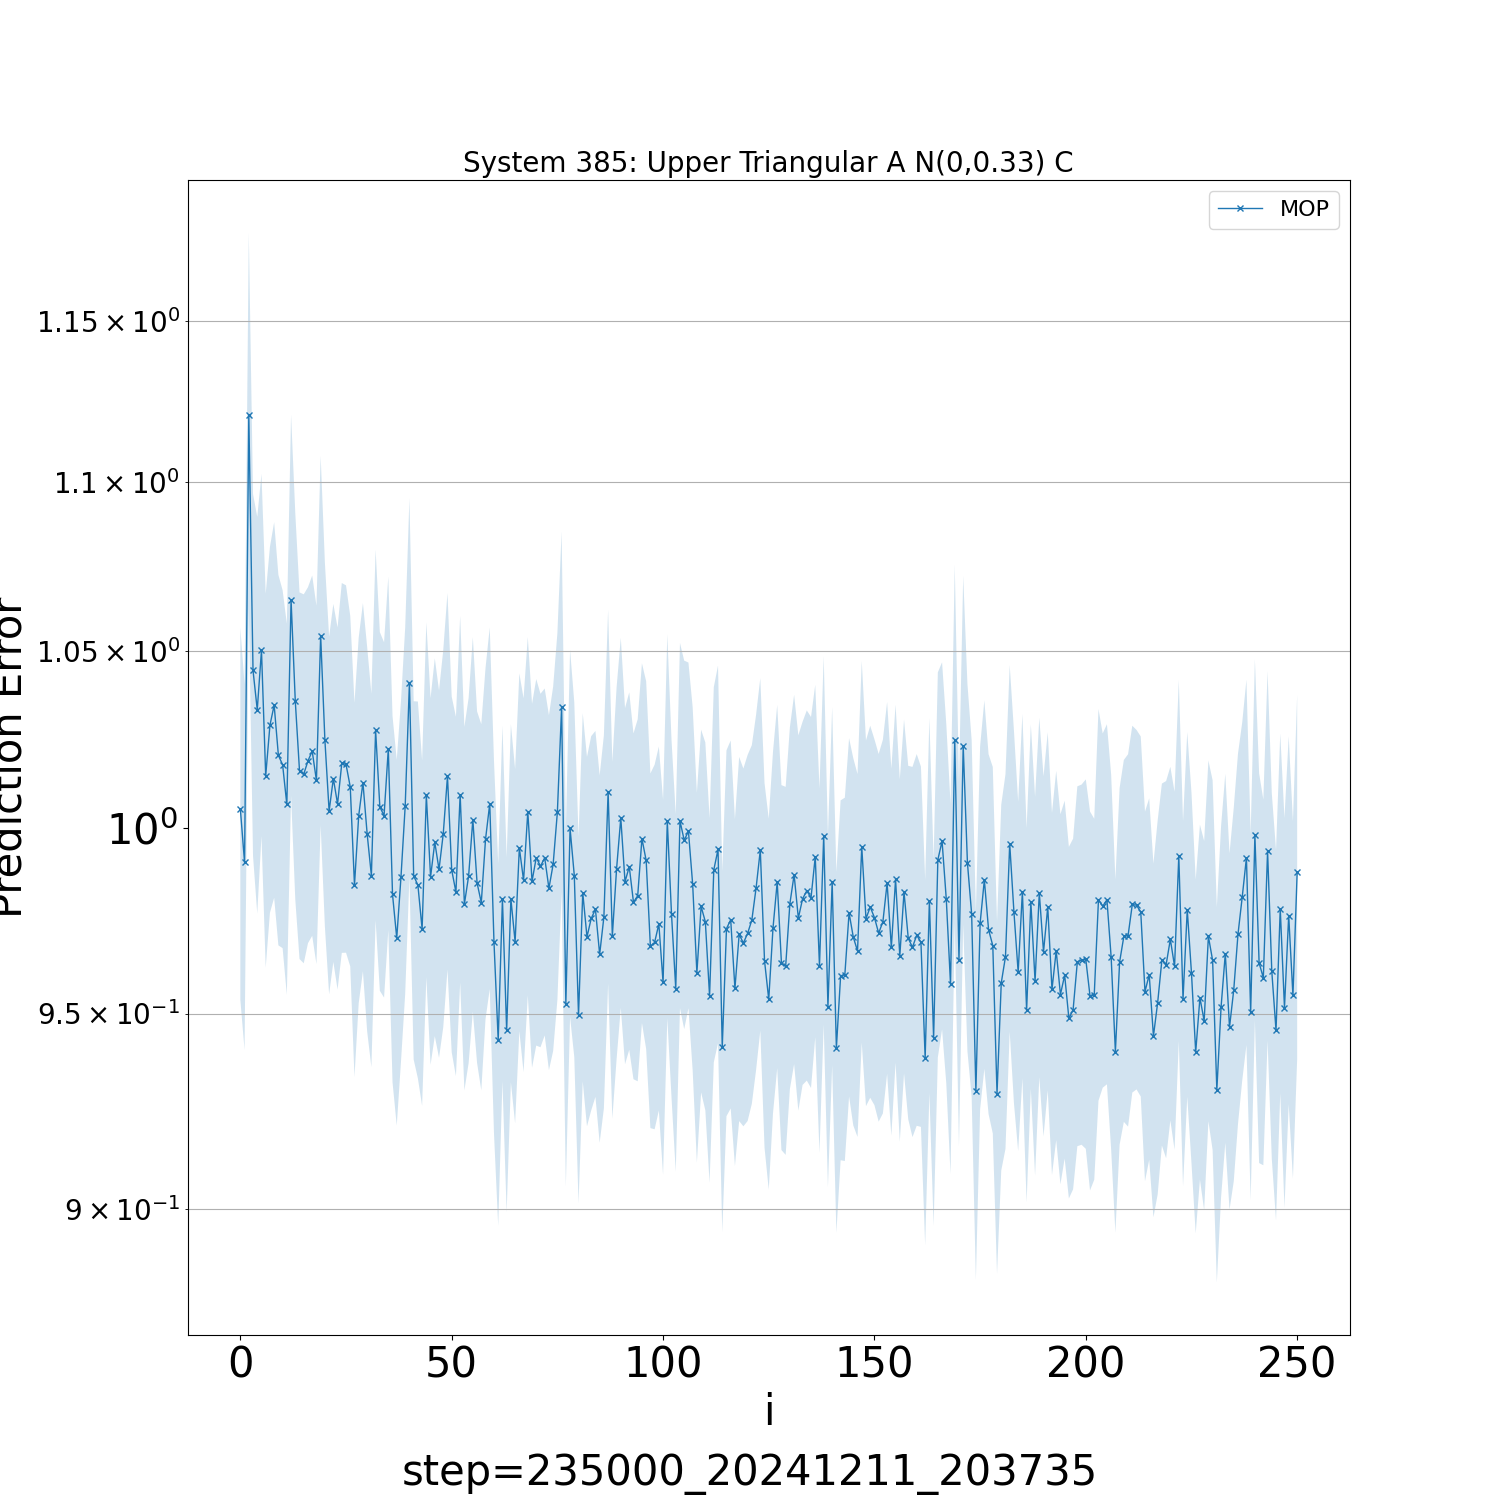 System 385: Upper Triangular A N(0,0.33) C
MOP
1.15 × 10⁰
1.1 × 10⁰
1.05 × 10⁰
10⁰
9.5 × 10⁻¹
9 × 10⁻¹
Prediction Error
0 50 100 150 200 250
i
step=235000_20241211_203735